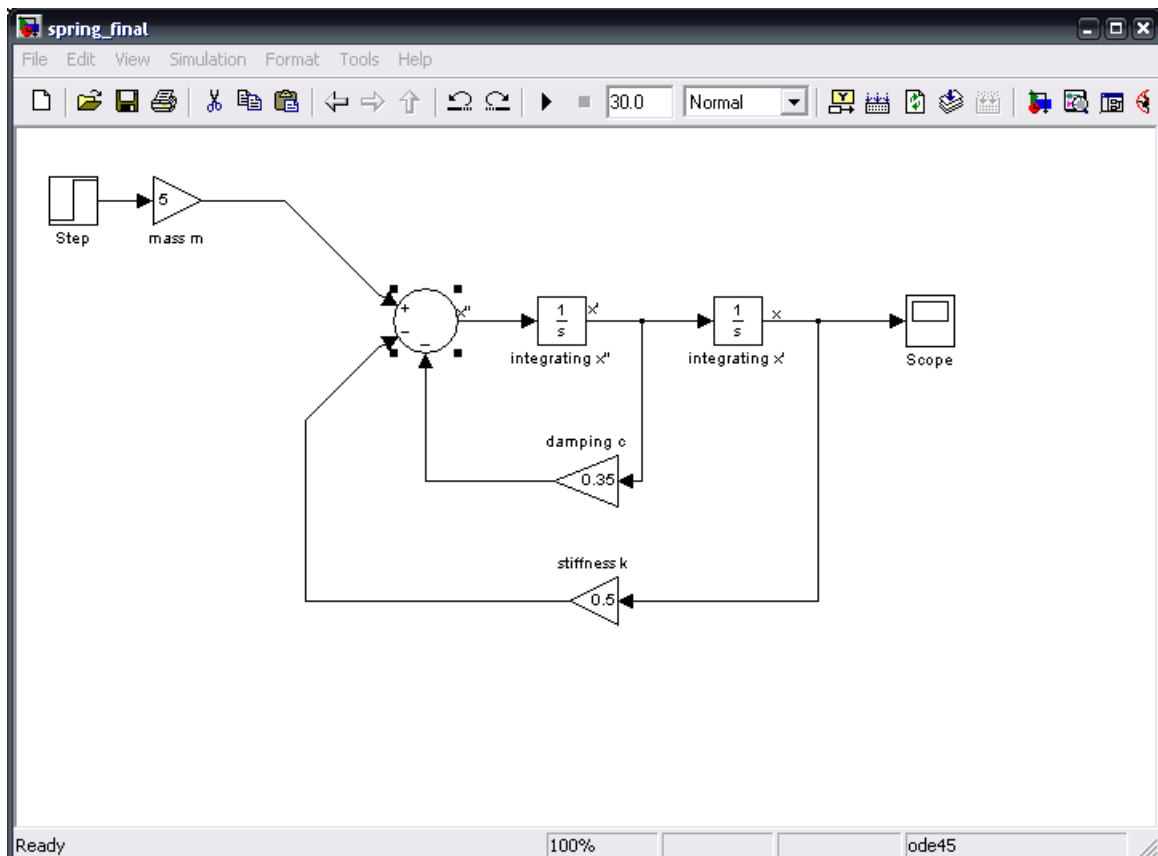 spring_final
File Edit View Simulation Format Tools Help
30.0 Normal
Step
5
mass m
+
−
−
x''
1
s
integrating x''
x'
1
s
integrating x'
x
Scope
damping c
0.35
stiffness k
0.5
Ready 100% ode45